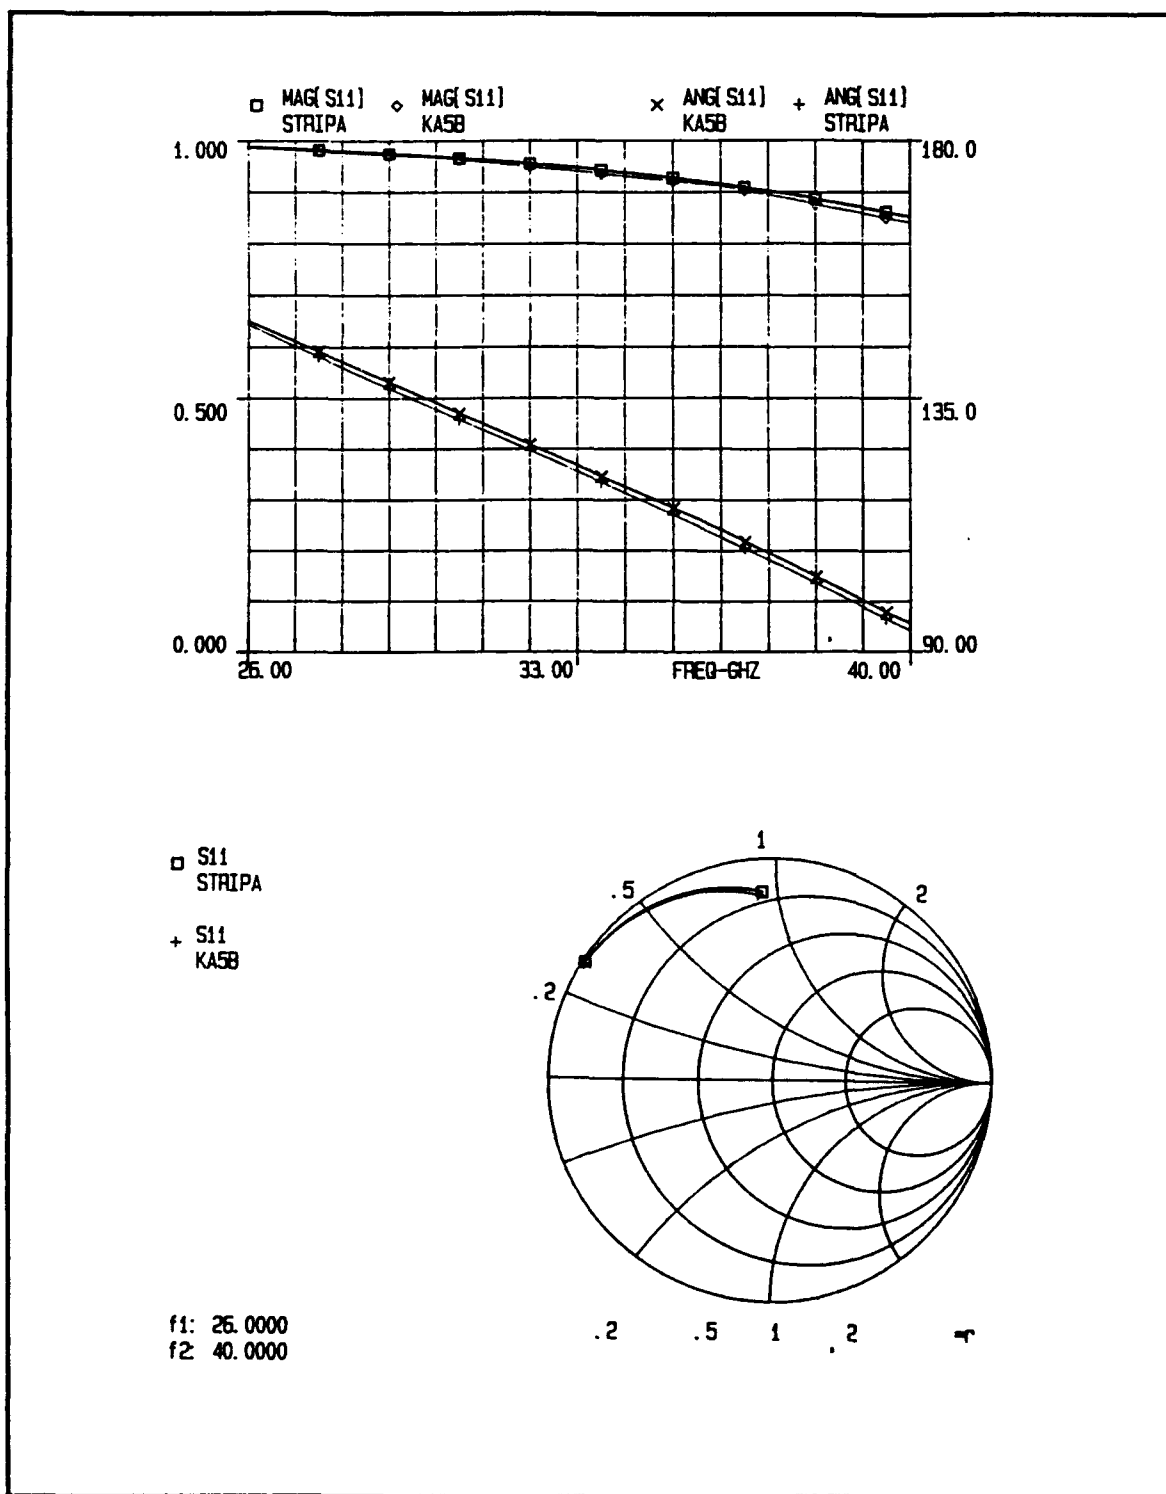 MAG[S11] MAG[S11] ANG[S11] ANG[S11]
STRIPA KA5B KA5B STRIPA
1.000 180.0
0.500 135.0
0.000 90.00
26.00 33.00 FREQ-GHZ 40.00
S11
STRIPA
S11
KA5B
1
.5 2
.2
f1: 26.0000
f2: 40.0000
.2 .5 1 2 =r